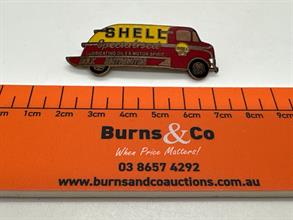 SHELL
Specialised
LUBRICATING OILS & MOTOR SPIRIT
1cm 2cm 3cm 4cm 5cm 6cm 7cm 8cm 9cm
Burns & Co
When Price Matters!
03 8657 4292
www.burnsandcoauctions.com.au